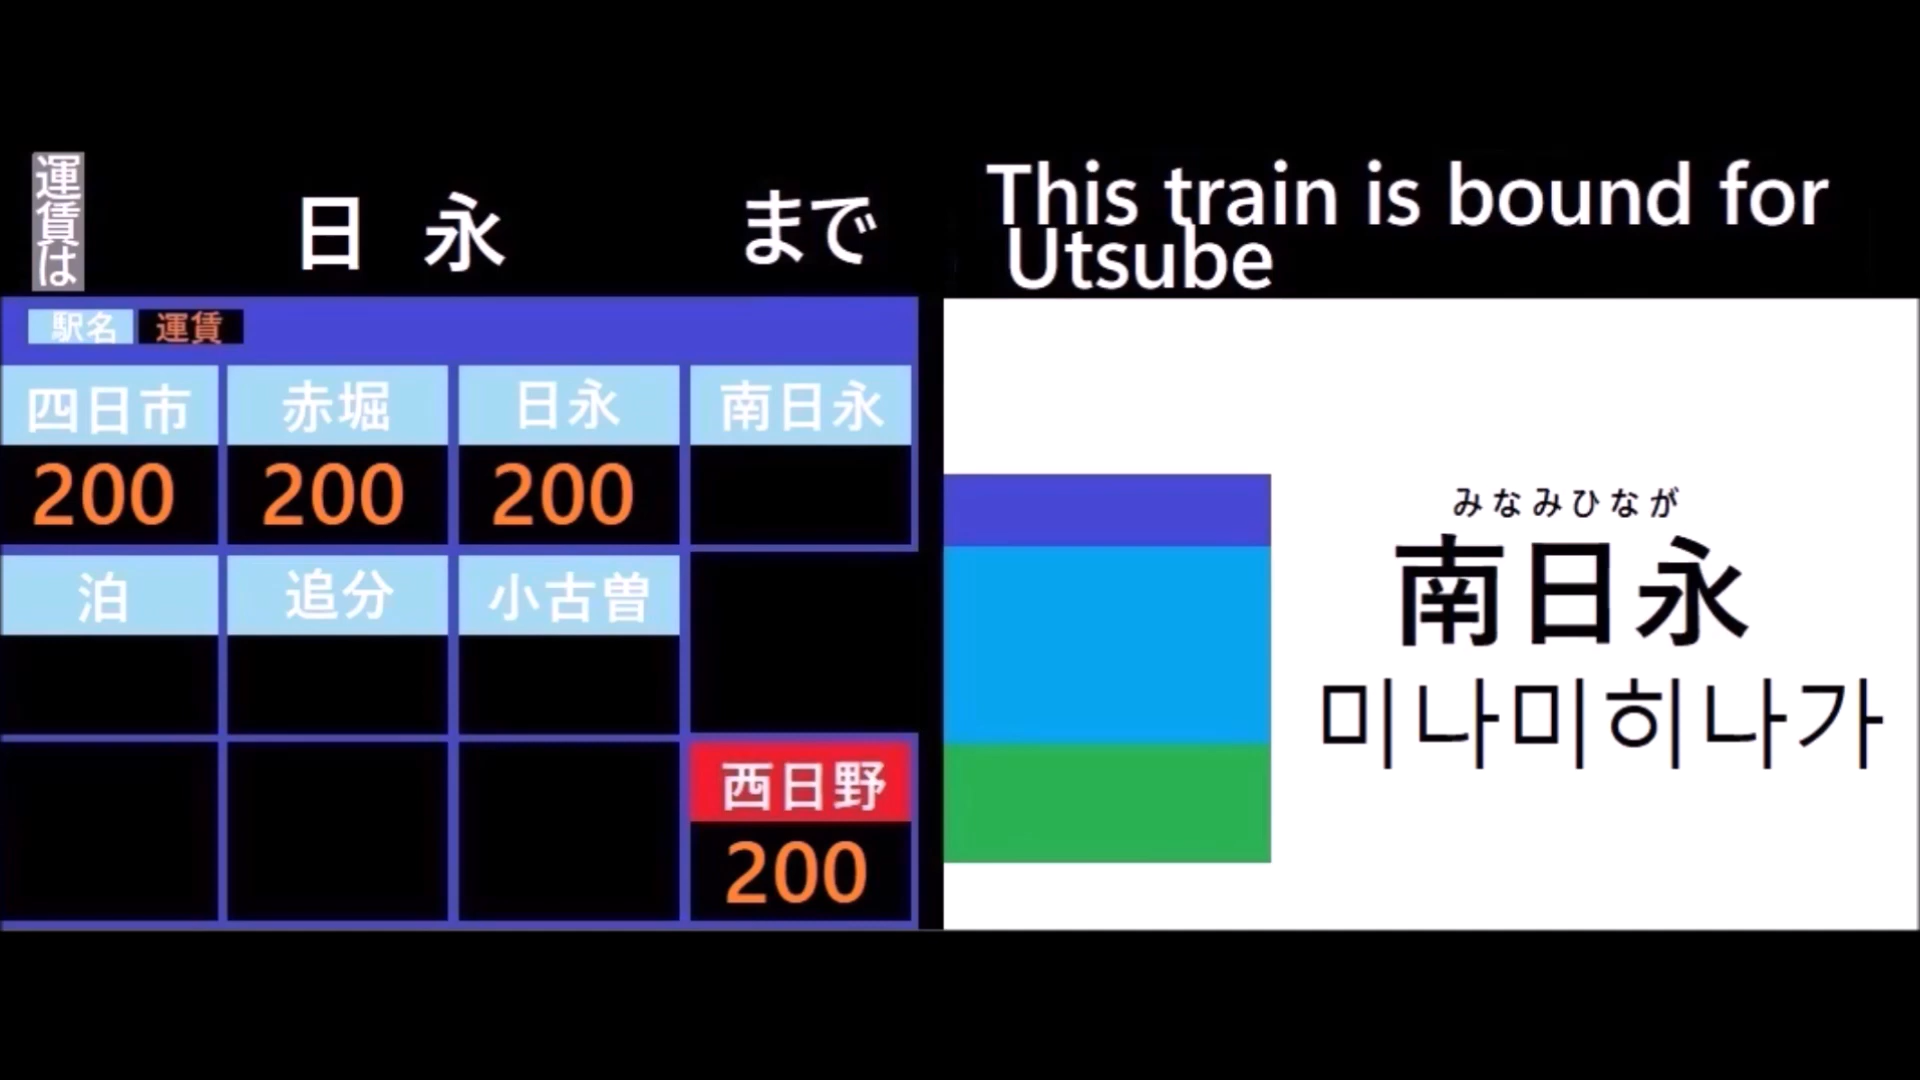 運賃は
日永 まで
駅名 運賃
四日市 赤堀 日永 南日永
200 200 200
泊 追分 小古曽
西日野
200
This train is bound for
Utsube
みなみひなが
南日永
미나미히나가